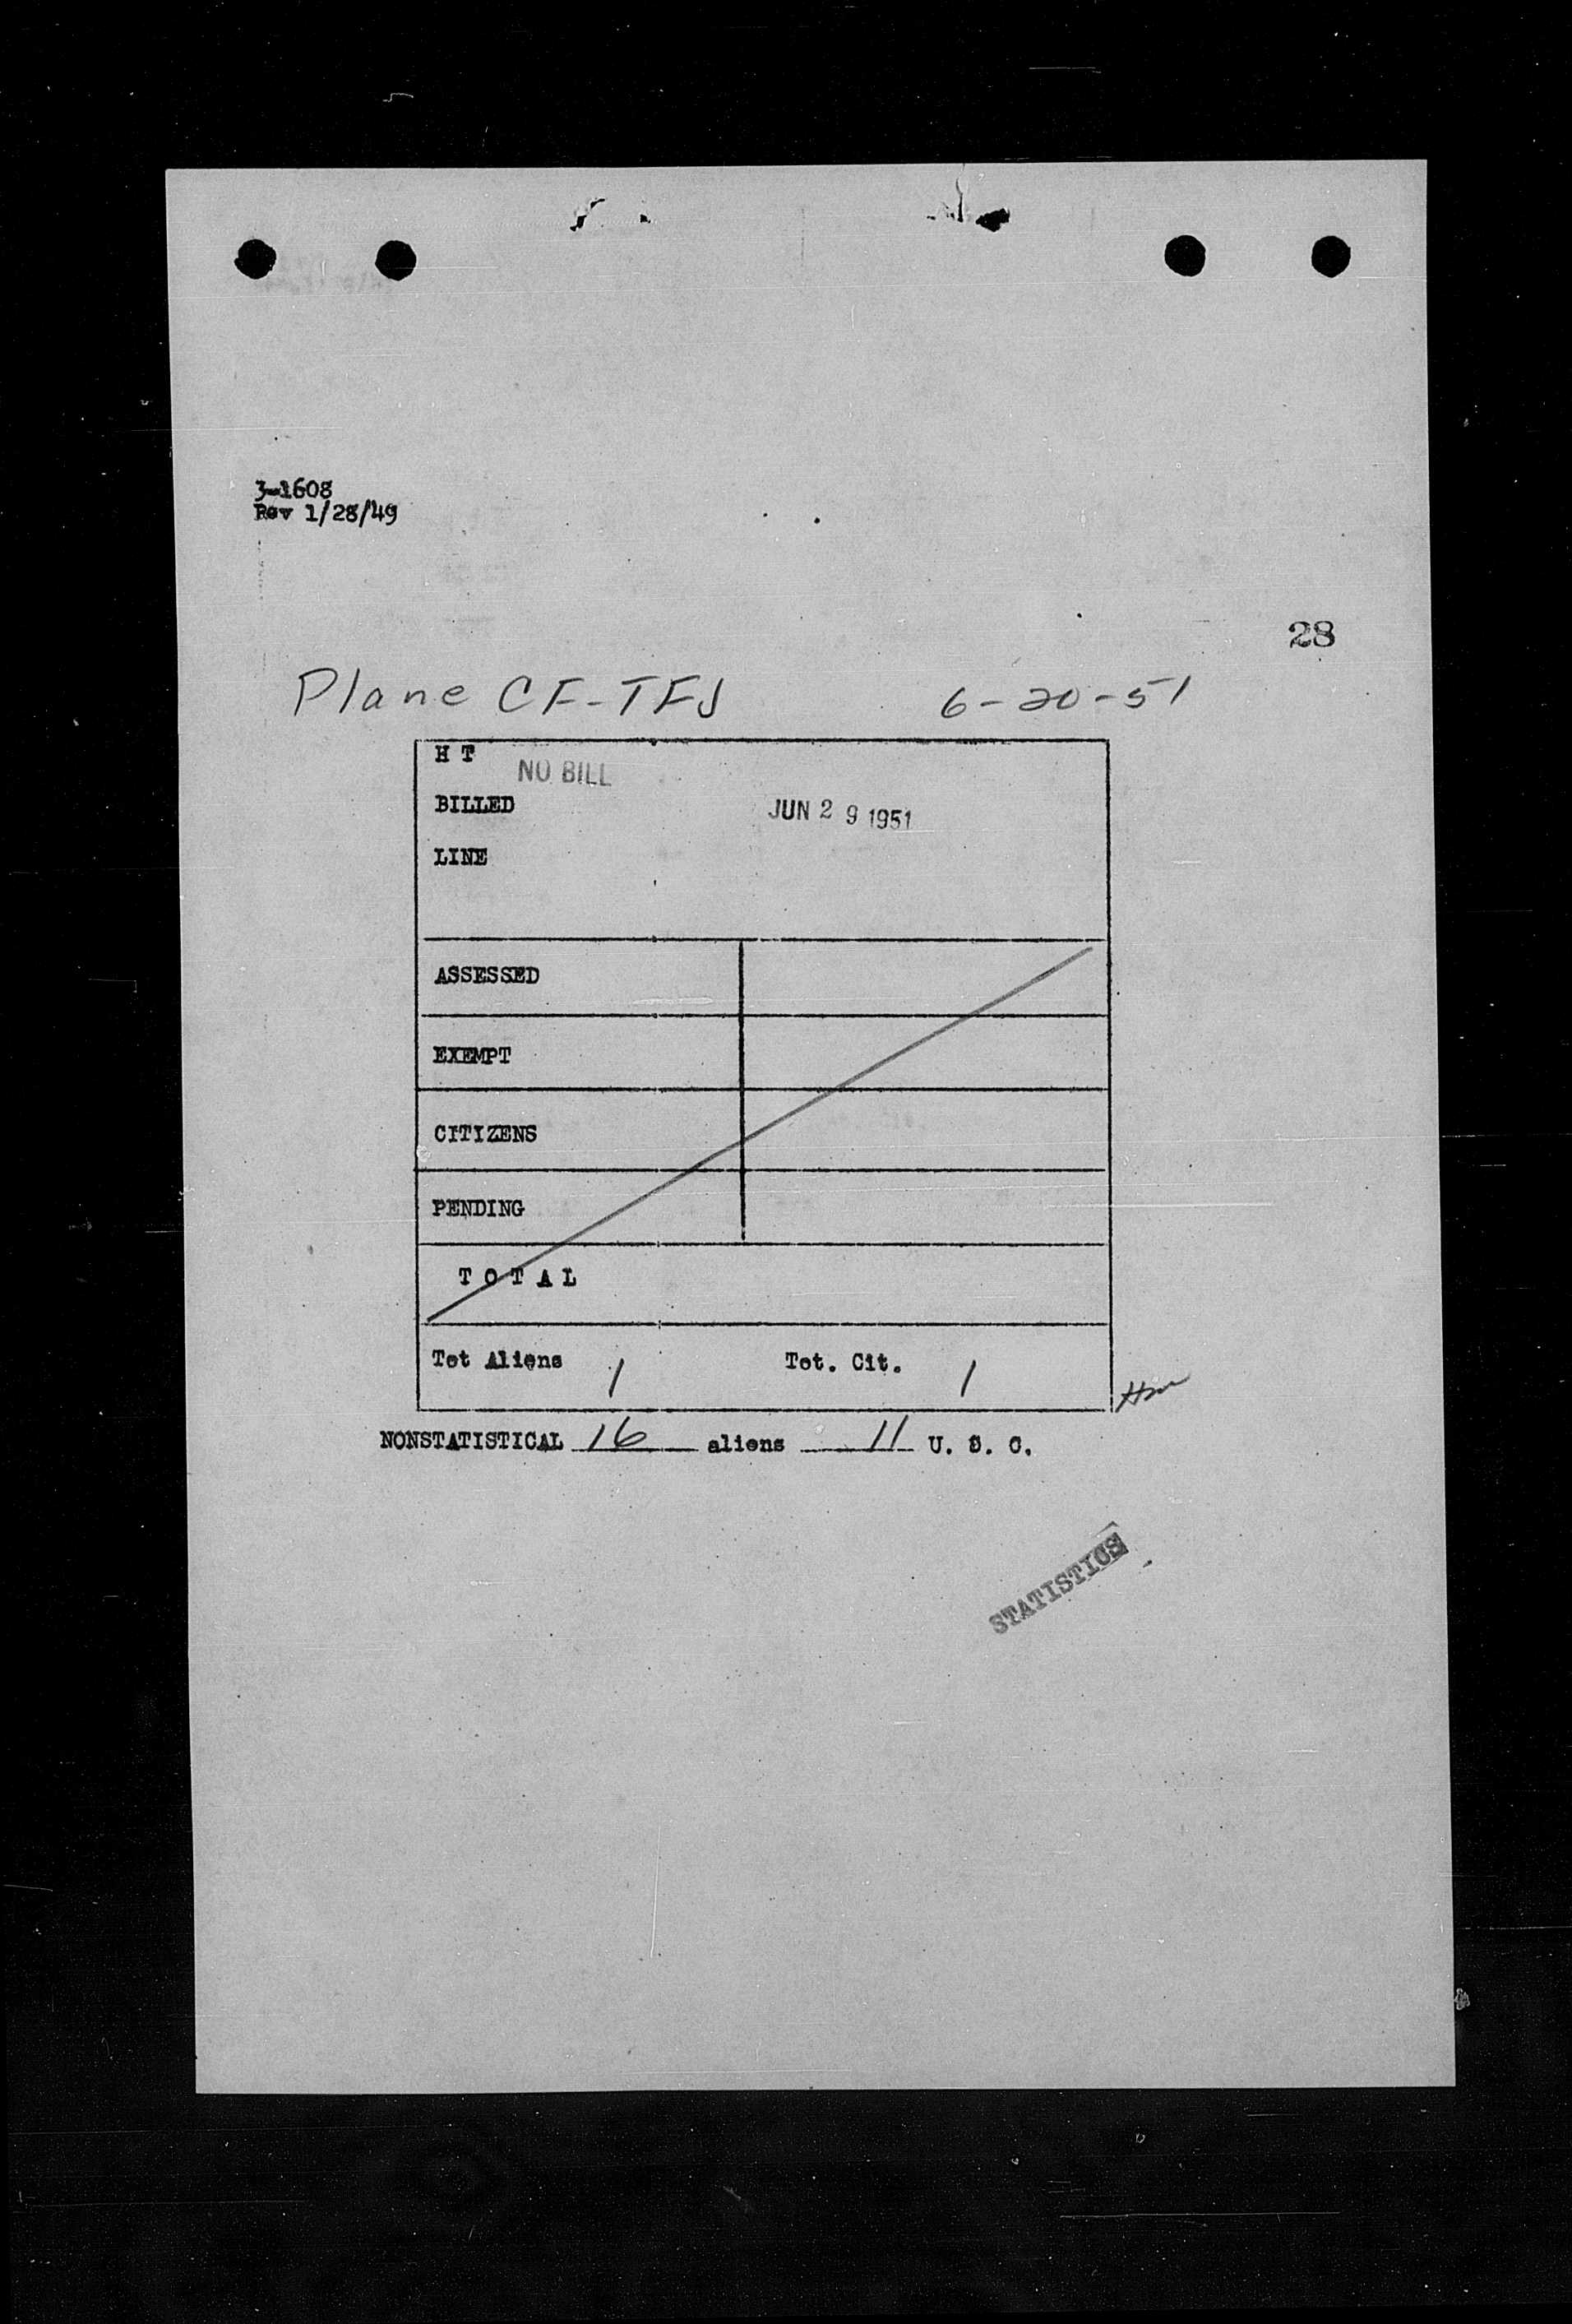 3-1608
Rev 1/28/49
28
Plane CF-TFJ 6-20-51
H T
NO BILL
BILLED JUN 29 1951
LINE
ASSESSED
EXEMPT
CITIZENS
PENDING
T O T A L
Tot Aliens 1 Tot. Cit. 1
NONSTATISTICAL 16 aliens 11 U. S. C.
STATISTICS